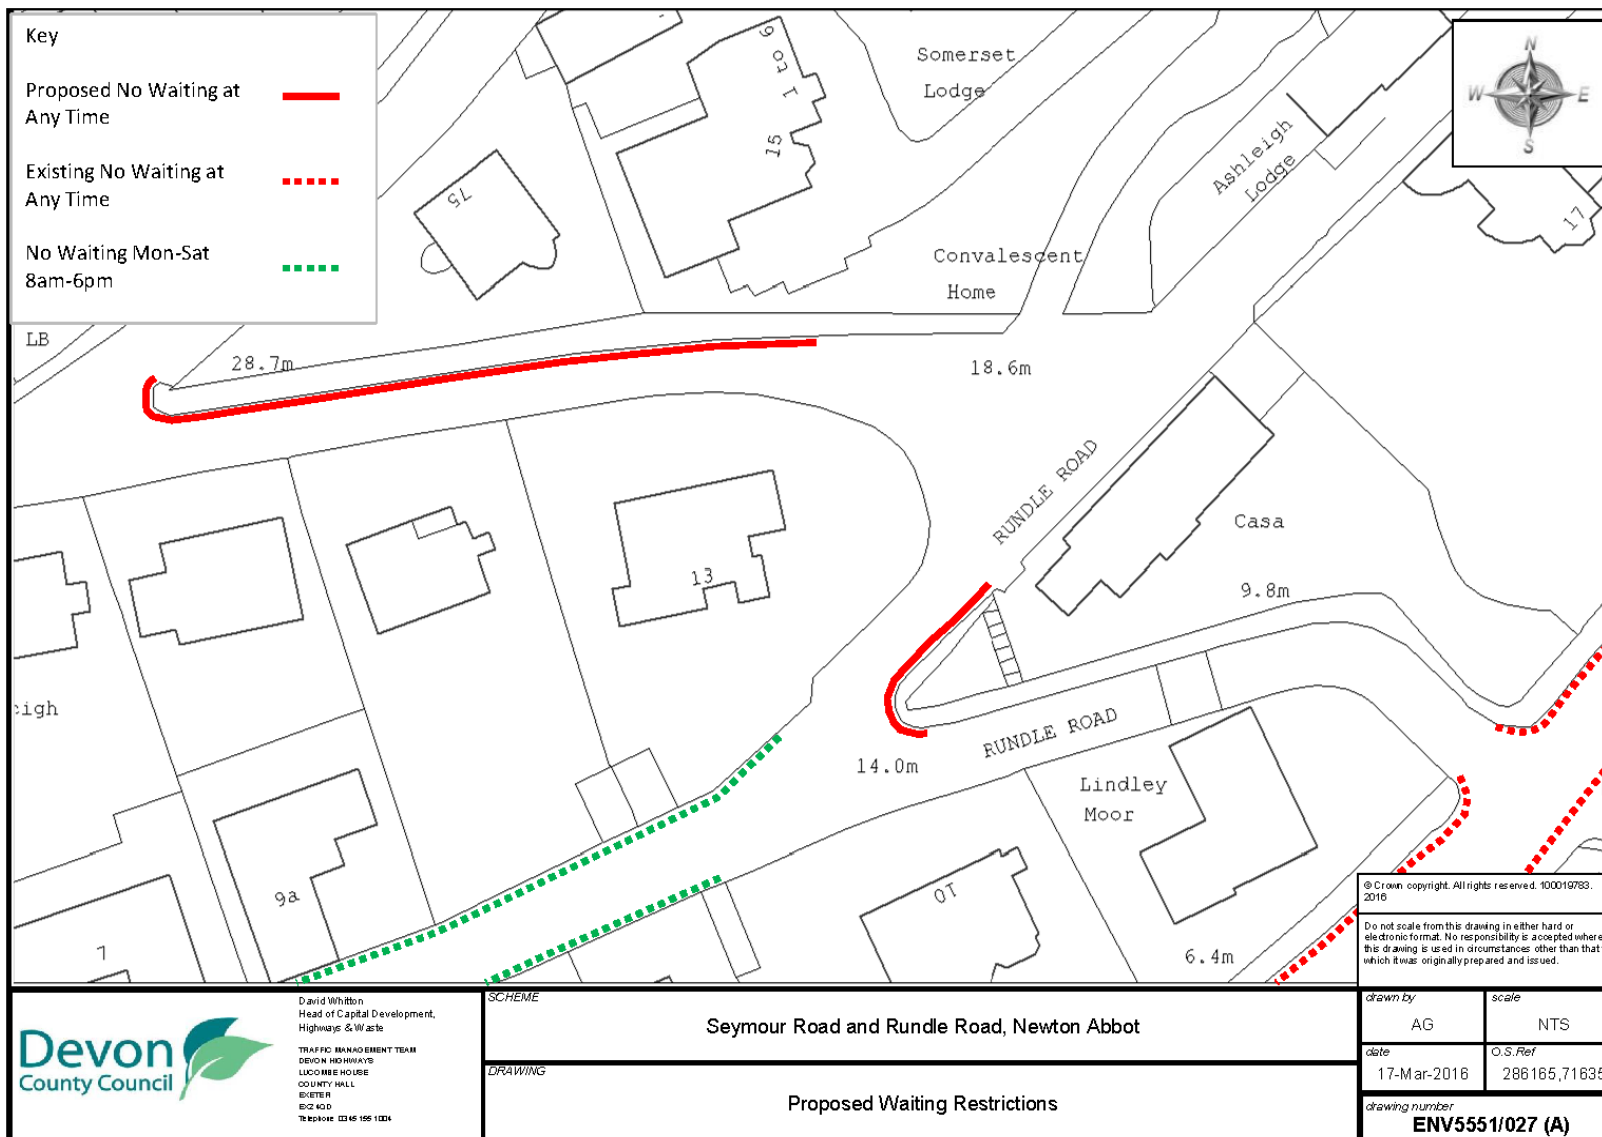 Key
Proposed No Waiting at
Any Time
Existing No Waiting at
Any Time
No Waiting Mon-Sat
8am-6pm
N
W
E
S
Somerset
Lodge
1 to 9
15
75
Ashleigh
Lodge
17
Convalescent
Home
LB
28.7m
18.6m
RUNDLE ROAD
Casa
13
9.8m
RUNDLE ROAD
14.0m
Lindley
Moor
9a
10
7
6.4m
© Crown copyright. All rights reserved. 100019783.
2016
Do not scale from this drawing in either hard or
electronic format. No responsibility is accepted where
this drawing is used in circumstances other than that
which it was originally prepared and issued.
Devon
County Council
David Whitton
Head of Capital Development,
Highways & Waste
TRAFFIC MANAGEMENT TEAM
DEVON HIGHWAYS
LUCOMBE HOUSE
COUNTY HALL
EXETER
EX2 4QD
Telephone 0345 155 1004
SCHEME
Seymour Road and Rundle Road, Newton Abbot
DRAWING
Proposed Waiting Restrictions
drawn by
AG
scale
NTS
date
17-Mar-2016
O.S.Ref
286165,71635
drawing number
ENV5551/027 (A)